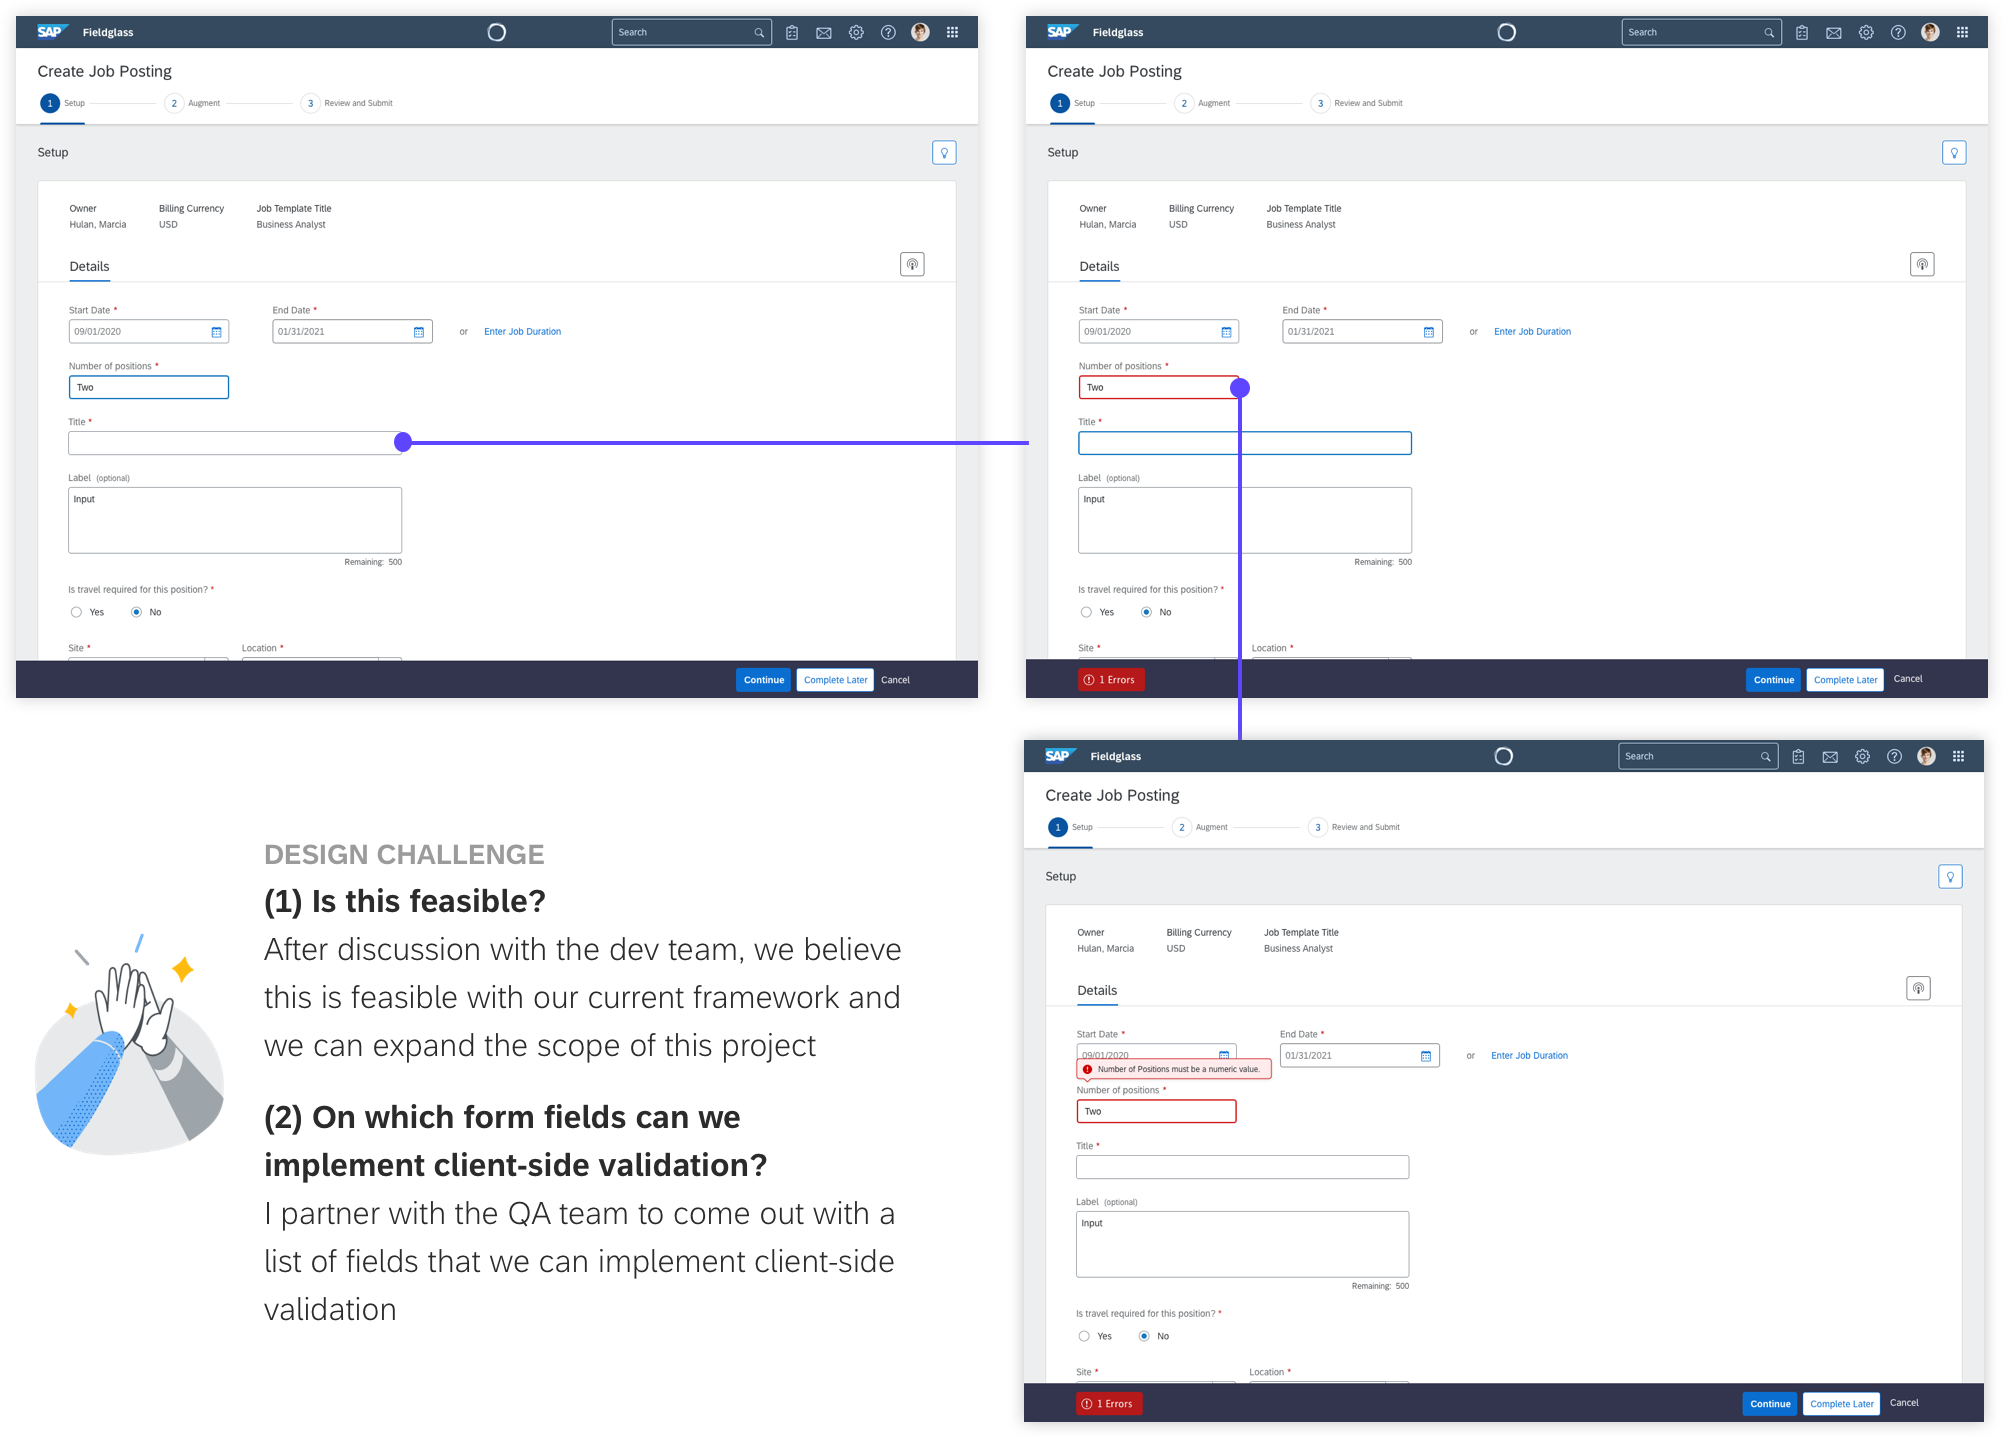 SAP Fieldglass Search
Create Job Posting
1 Setup 2 Augment 3 Review and Submit
Setup
Owner Billing Currency Job Template Title
Hulan, Marcia USD Business Analyst
Details
Start Date * End Date *
09/01/2020 01/31/2021 or Enter Job Duration
Number of positions *
Two
Title *
Label (optional)
Input
Remaining: 500
Is travel required for this position? *
Yes No
Site * Location *
Continue Complete Later Cancel
SAP Fieldglass Search
Create Job Posting
1 Setup 2 Augment 3 Review and Submit
Setup
Owner Billing Currency Job Template Title
Hulan, Marcia USD Business Analyst
Details
Start Date * End Date *
09/01/2020 01/31/2021 or Enter Job Duration
Number of positions *
Two
Title *
Label (optional)
Input
Remaining: 500
Is travel required for this position? *
Yes No
Site * Location *
1 Errors Continue Complete Later Cancel
DESIGN CHALLENGE
(1) Is this feasible?
After discussion with the dev team, we believe
this is feasible with our current framework and
we can expand the scope of this project
(2) On which form fields can we
implement client-side validation?
I partner with the QA team to come out with a
list of fields that we can implement client-side
validation
SAP Fieldglass Search
Create Job Posting
1 Setup 2 Augment 3 Review and Submit
Setup
Owner Billing Currency Job Template Title
Hulan, Marcia USD Business Analyst
Details
Start Date * End Date *
09/01/2020 01/31/2021 or Enter Job Duration
Number of Positions must be a numeric value.
Number of positions *
Two
Title *
Label (optional)
Input
Remaining: 500
Is travel required for this position? *
Yes No
Site * Location *
1 Errors Continue Complete Later Cancel